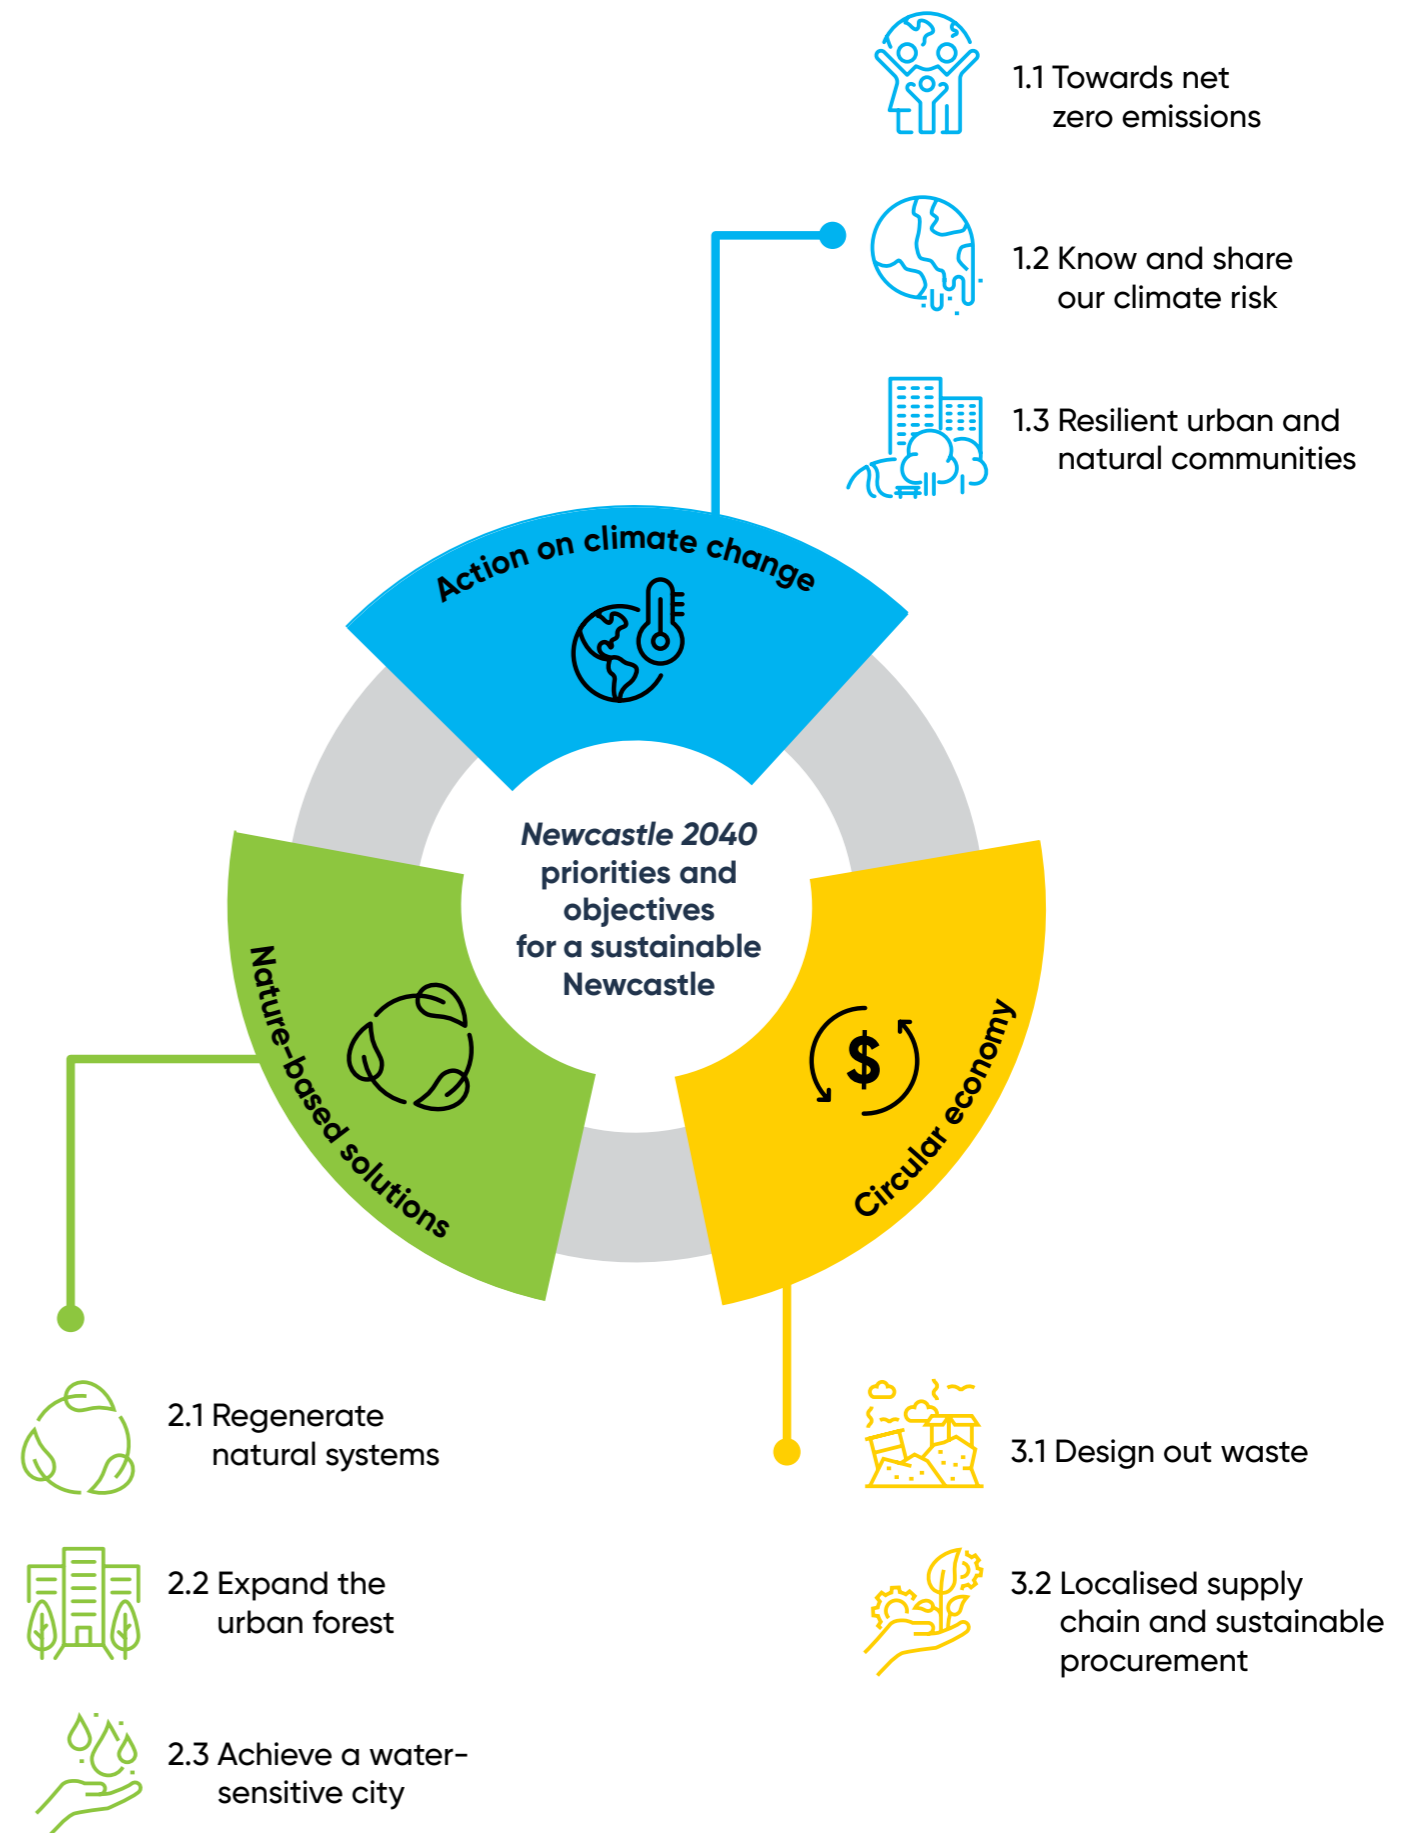 1.1 Towards net
zero emissions
1.2 Know and share
our climate risk
1.3 Resilient urban and
natural communities
Action on climate change
Newcastle 2040
priorities and
objectives
for a sustainable
Newcastle
Nature-based solutions
$
Circular economy
2.1 Regenerate
natural systems
2.2 Expand the
urban forest
2.3 Achieve a water-
sensitive city
3.1 Design out waste
3.2 Localised supply
chain and sustainable
procurement